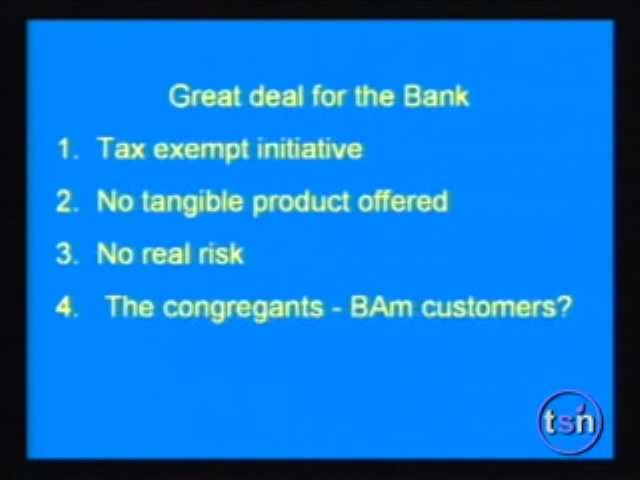 Great deal for the Bank
1. Tax exempt initiative
2. No tangible product offered
3. No real risk
4. The congregants - BAm customers?
tsn